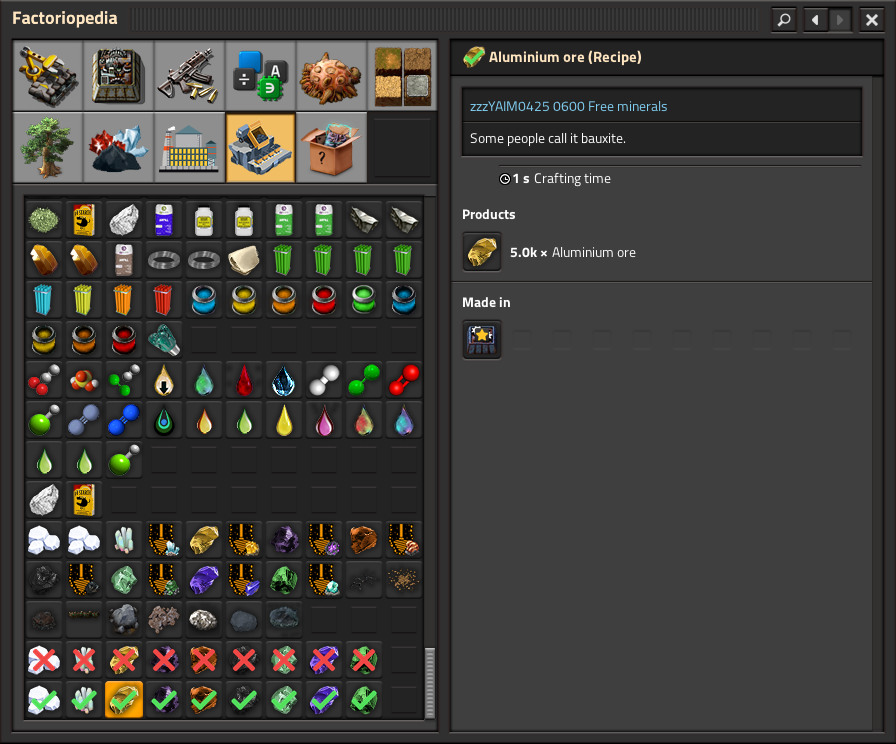 Factoriopedia
Aluminium ore (Recipe)
zzzYAIM0425 0600 Free minerals
Some people call it bauxite.
1 s Crafting time
Products
5.0k × Aluminium ore
Made in